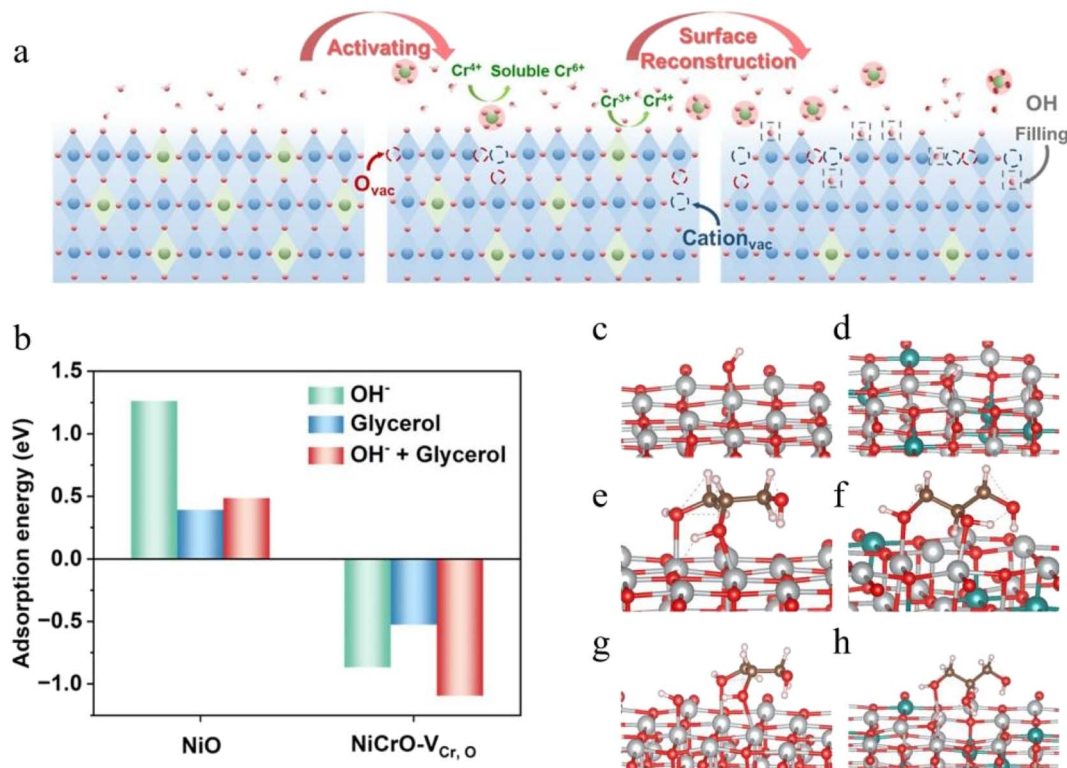 a
Activating
Surface
Reconstruction
Cr⁴⁺ Soluble Cr⁶⁺
Cr³⁺ Cr⁴⁺
OH
Filling
Oᵥₐc
Cationᵥₐc
b
Adsorption energy (eV)
1.5
1.0
0.5
0.0
−0.5
−1.0
OH⁻
Glycerol
OH⁻ + Glycerol
NiO
NiCrO-V_Cr, O
c
d
e
f
g
h